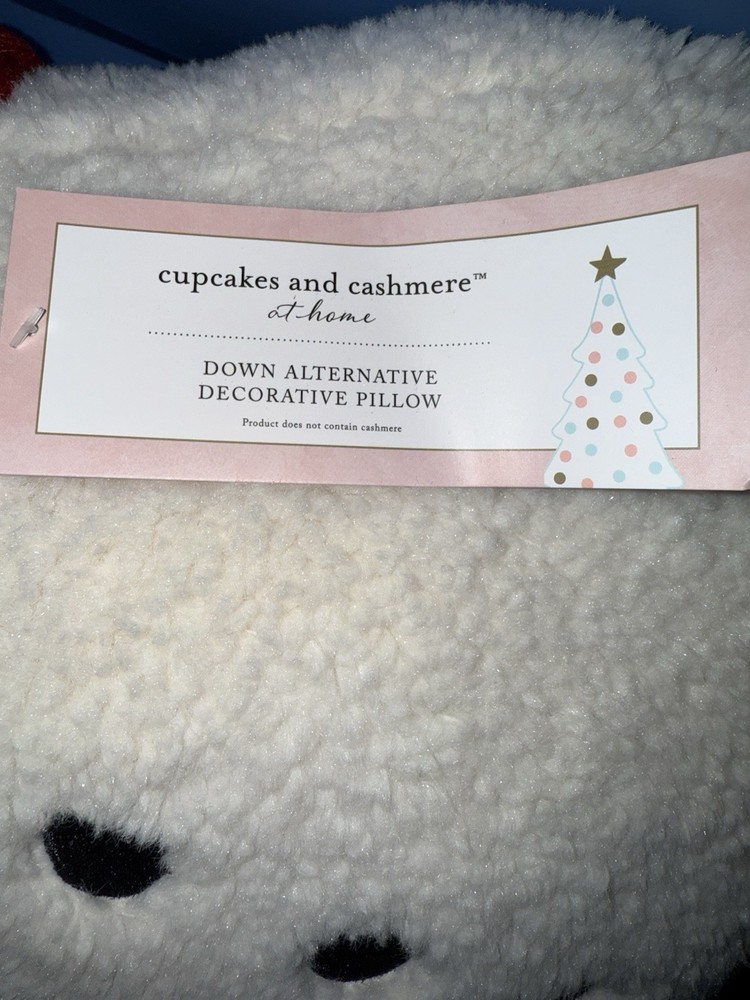 cupcakes and cashmere™
at home
DOWN ALTERNATIVE
DECORATIVE PILLOW
Product does not contain cashmere